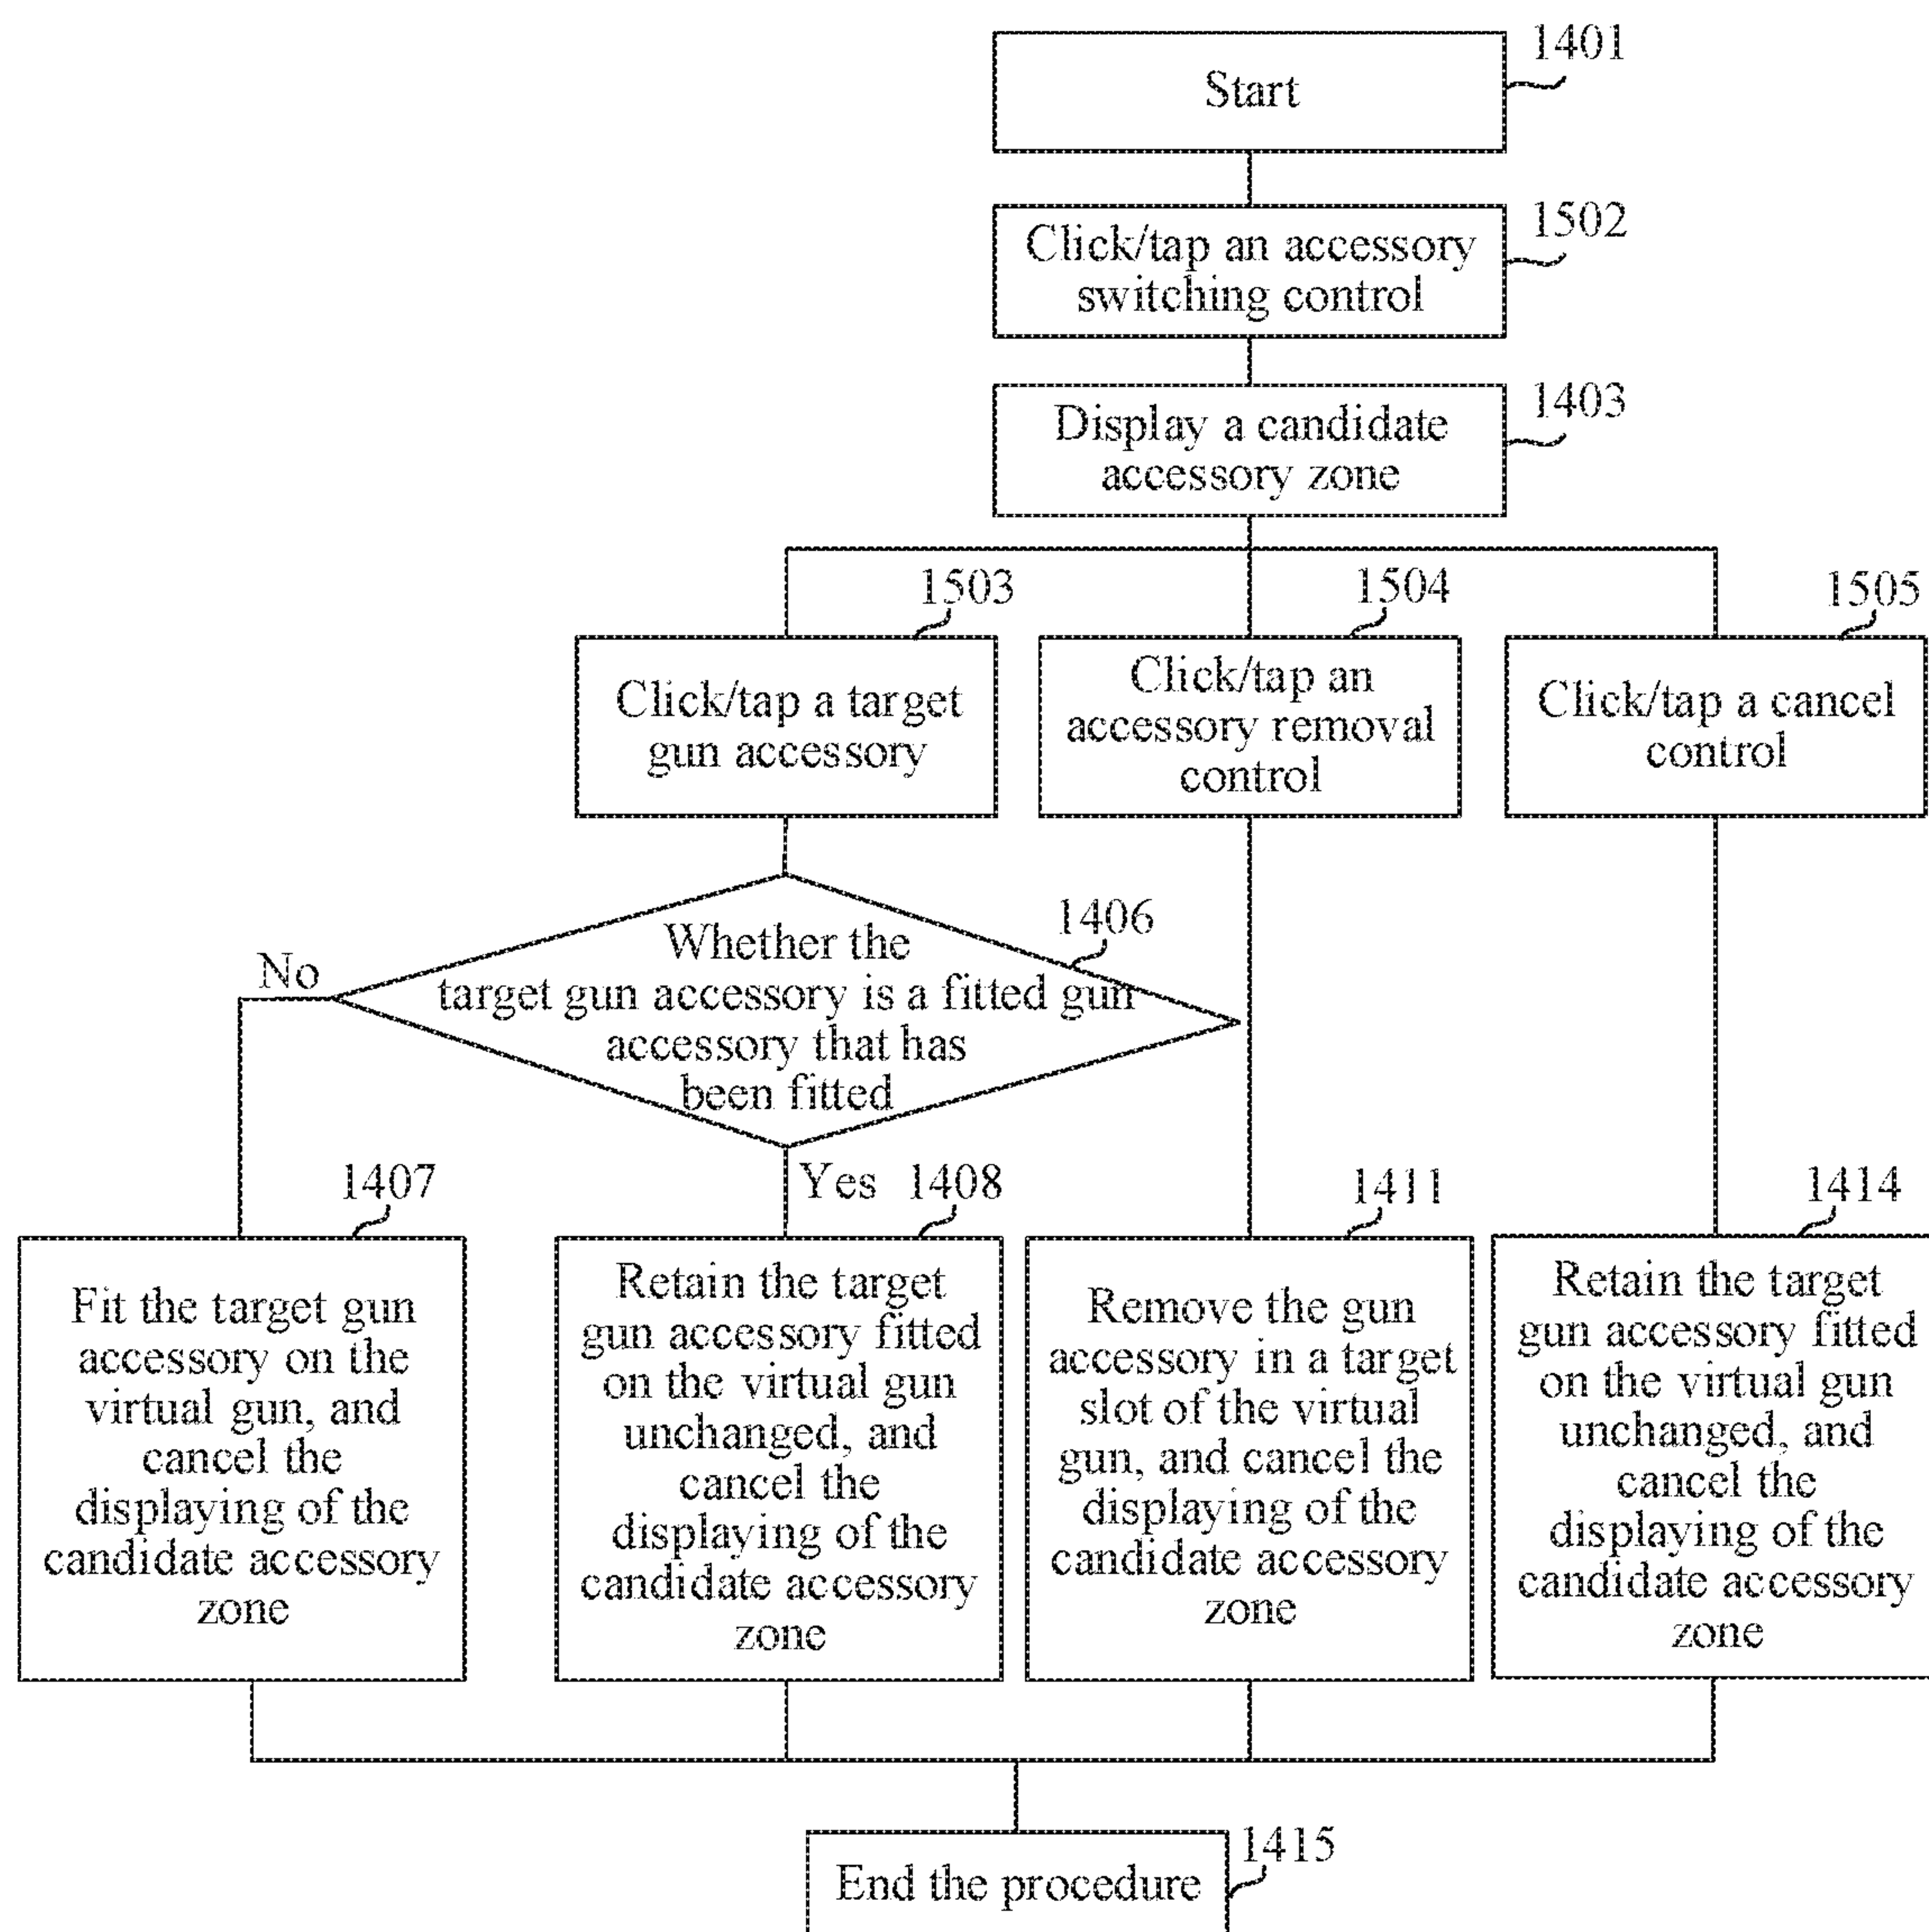 1401
Start
1502
Click/tap an accessory
switching control
1403
Display a candidate
accessory zone
1503
Click/tap a target
gun accessory
1504
Click/tap an
accessory removal
control
1505
Click/tap a cancel
control
1406
Whether the
target gun accessory is a fitted gun
accessory that has
been fitted
No
Yes
1407
Fit the target gun
accessory on the
virtual gun, and
cancel the
displaying of the
candidate accessory
zone
1408
Retain the target
gun accessory fitted
on the virtual gun
unchanged, and
cancel the
displaying of the
candidate accessory
zone
1411
Remove the gun
accessory in a target
slot of the virtual
gun, and cancel the
displaying of the
candidate accessory
zone
1414
Retain the target
gun accessory fitted
on the virtual gun
unchanged, and
cancel the
displaying of the
candidate accessory
zone
1415
End the procedure